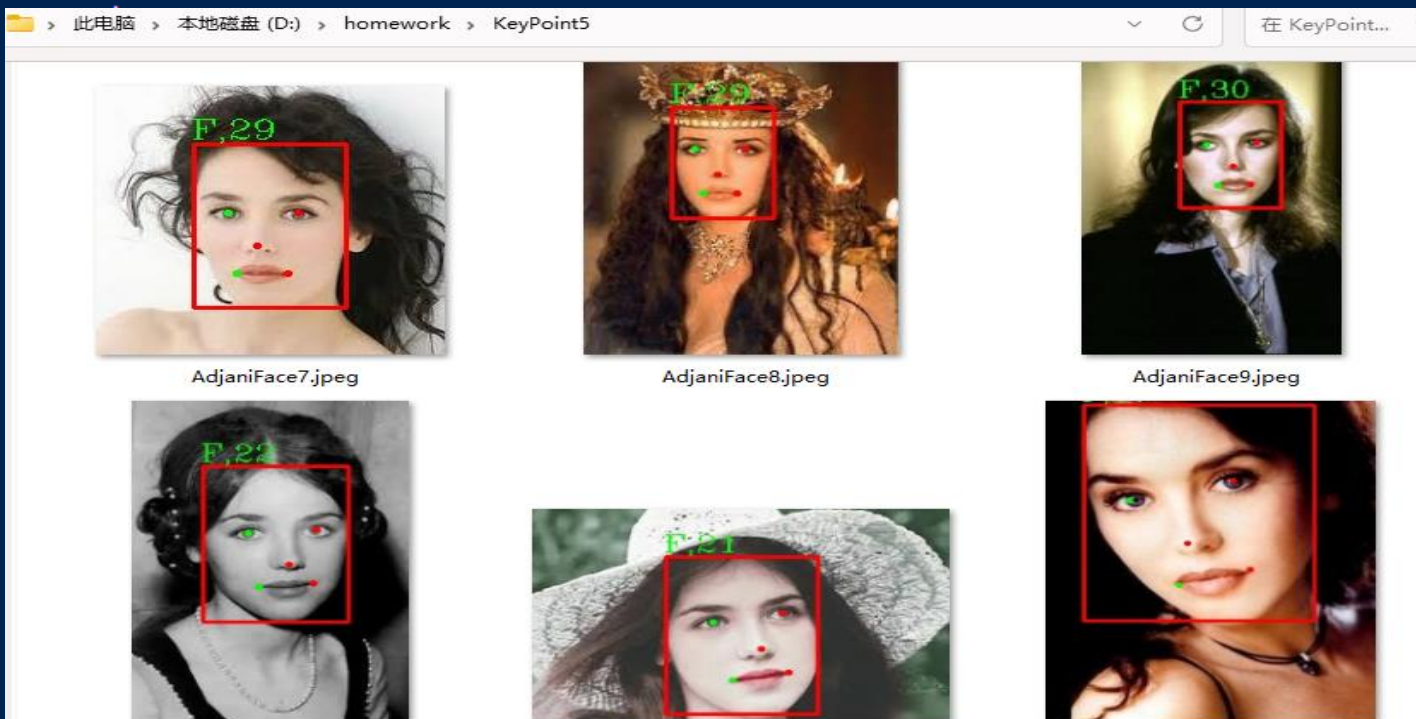 > 此电脑 > 本地磁盘 (D:) > homework > KeyPoint5
在 KeyPoint...
F,29
F,29
F,30
AdjaniFace7.jpeg
AdjaniFace8.jpeg
AdjaniFace9.jpeg
F,22
F,21